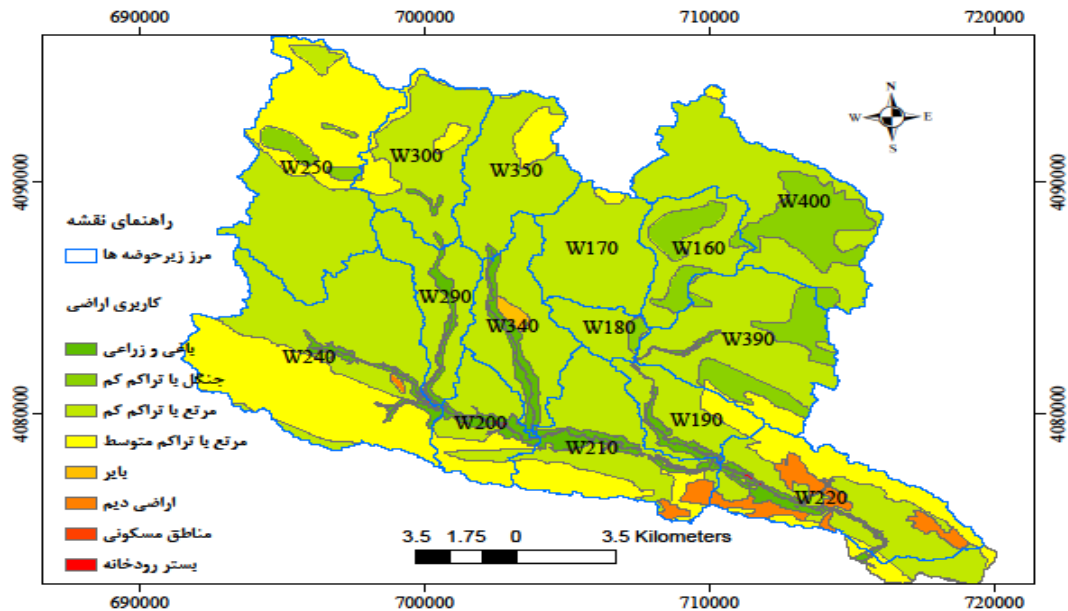 690000 700000 710000 720000
N
W E
S
4090000 4090000
4080000 4080000
W250
W300
W350
W400
W170
W160
W290
W340
W180
W390
W240
W200
W210
W190
W220
راهنمای نقشه
مرز زیرحوضه ها
کاربری اراضی
باغی و زراعی
جنگل با تراکم کم
مرتع با تراکم کم
مرتع با تراکم متوسط
بایر
اراضی دیم
مناطق مسکونی
بستر رودخانه
3.5 1.75 0 3.5 Kilometers
690000 700000 710000 720000